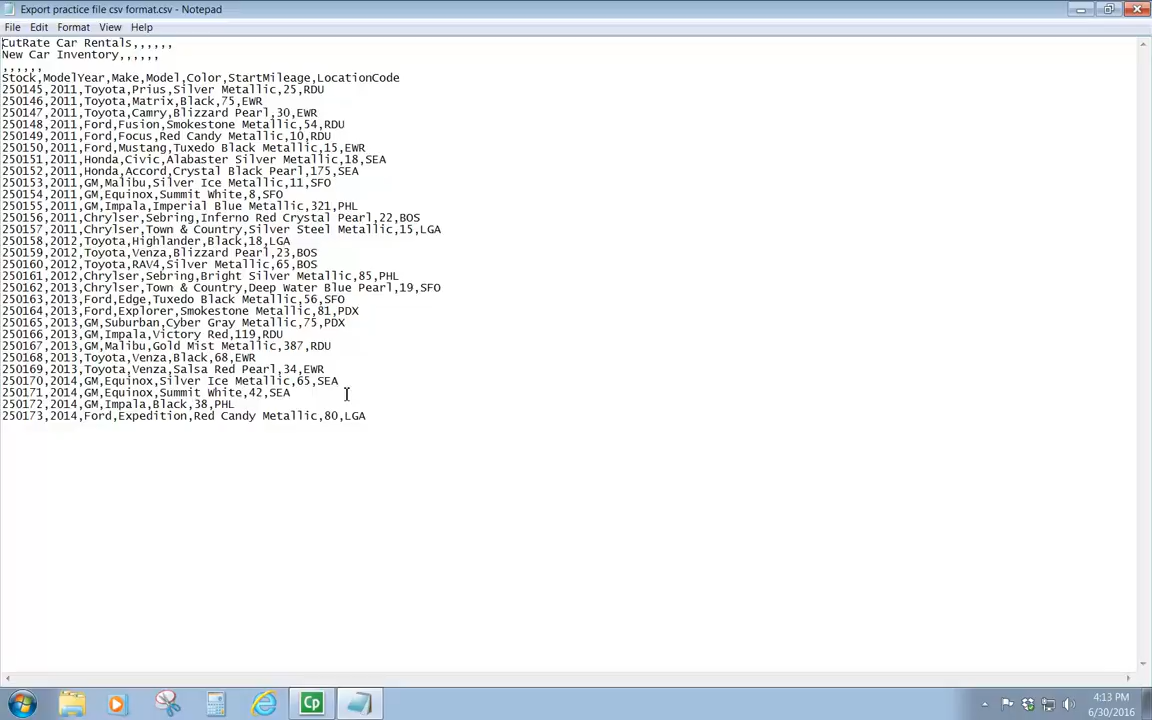 Export practice file csv format.csv - Notepad
File Edit Format View Help
CutRate Car Rentals,,,,,,
New Car Inventory,,,,,,
,,,,,,
Stock,ModelYear,Make,Model,Color,StartMileage,LocationCode
250145,2011,Toyota,Prius,Silver Metallic,25,RDU
250146,2011,Toyota,Matrix,Black,75,EWR
250147,2011,Toyota,Camry,Blizzard Pearl,30,EWR
250148,2011,Ford,Fusion,Smokestone Metallic,54,RDU
250149,2011,Ford,Focus,Red Candy Metallic,10,RDU
250150,2011,Ford,Mustang,Tuxedo Black Metallic,15,EWR
250151,2011,Honda,Civic,Alabaster Silver Metallic,18,SEA
250152,2011,Honda,Accord,Crystal Black Pearl,175,SEA
250153,2011,GM,Malibu,Silver Ice Metallic,11,SFO
250154,2011,GM,Equinox,Summit White,8,SFO
250155,2011,GM,Impala,Imperial Blue Metallic,321,PHL
250156,2011,Chrylser,Sebring,Inferno Red Crystal Pearl,22,BOS
250157,2011,Chrylser,Town & Country,Silver Steel Metallic,15,LGA
250158,2012,Toyota,Highlander,Black,18,LGA
250159,2012,Toyota,Venza,Blizzard Pearl,23,BOS
250160,2012,Toyota,RAV4,Silver Metallic,65,BOS
250161,2012,Chrylser,Sebring,Bright Silver Metallic,85,PHL
250162,2013,Chrylser,Town & Country,Deep Water Blue Pearl,19,SFO
250163,2013,Ford,Edge,Tuxedo Black Metallic,56,SFO
250164,2013,Ford,Explorer,Smokestone Metallic,81,PDX
250165,2013,GM,Suburban,Cyber Gray Metallic,75,PDX
250166,2013,GM,Impala,Victory Red,119,RDU
250167,2013,GM,Malibu,Gold Mist Metallic,387,RDU
250168,2013,Toyota,Venza,Black,68,EWR
250169,2013,Toyota,Venza,Salsa Red Pearl,34,EWR
250170,2014,GM,Equinox,Silver Ice Metallic,65,SEA
250171,2014,GM,Equinox,Summit White,42,SEA
250172,2014,GM,Impala,Black,38,PHL
250173,2014,Ford,Expedition,Red Candy Metallic,80,LGA
Cp
4:13 PM
6/30/2016